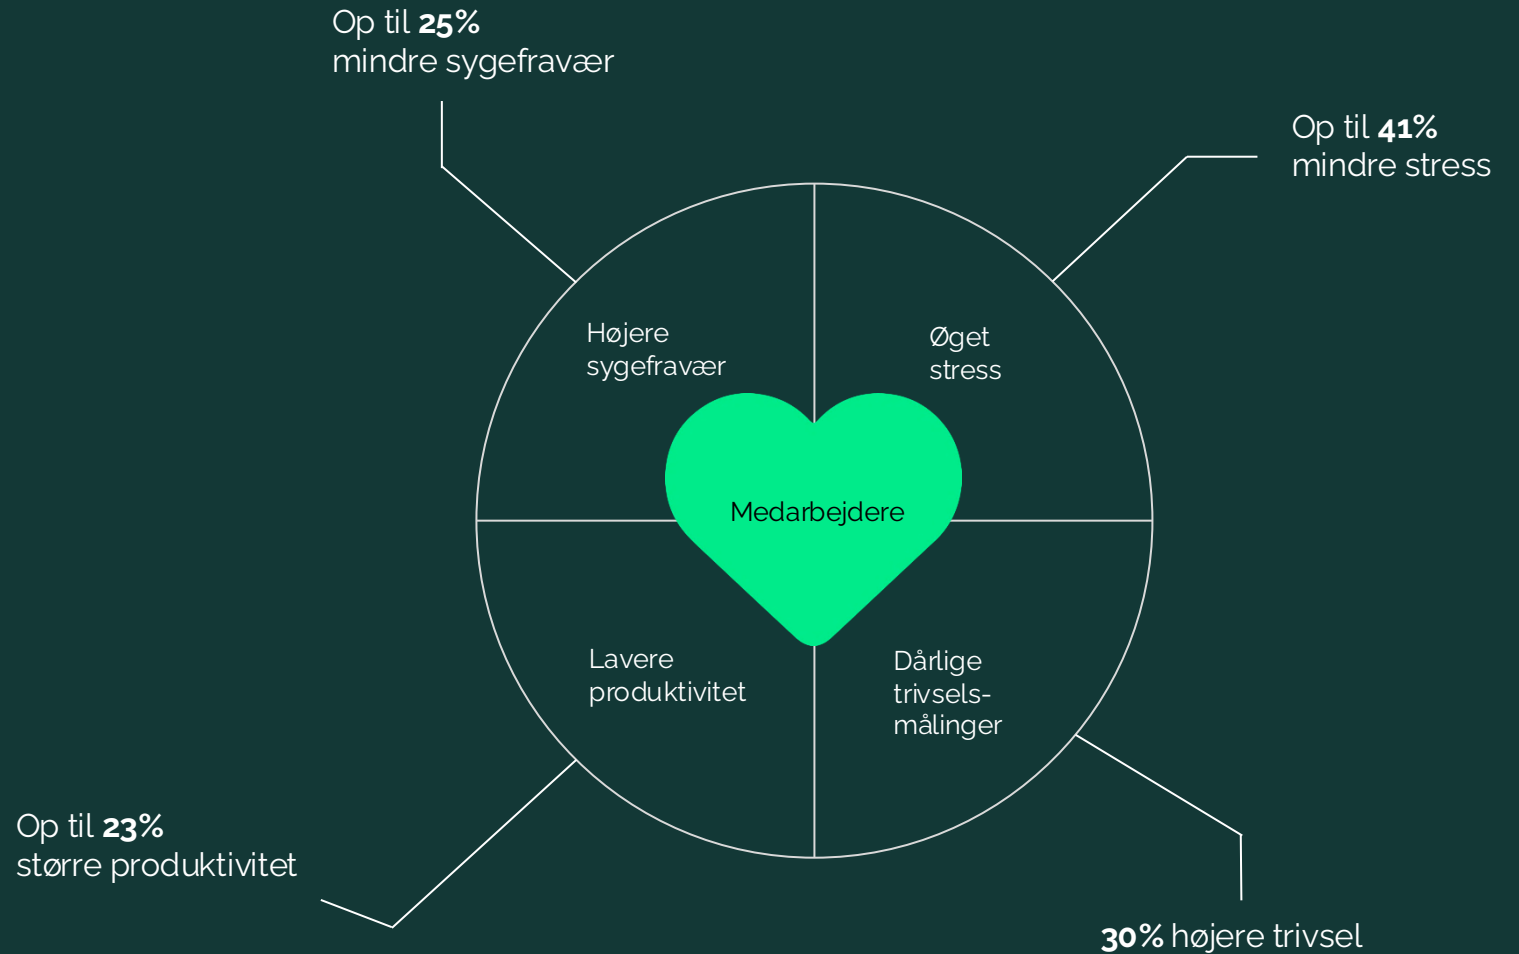 Op til 25%
mindre sygefravær
Op til 41%
mindre stress
Højere
sygefravær
Øget
stress
Medarbejdere
Lavere
produktivitet
Dårlige
trivsels-
målinger
Op til 23%
større produktivitet
30% højere trivsel